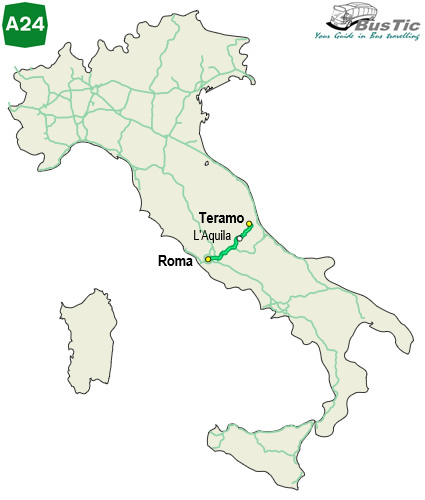 A24
BusTic
Your Guide in Bus travelling
Teramo
L'Aquila
Roma